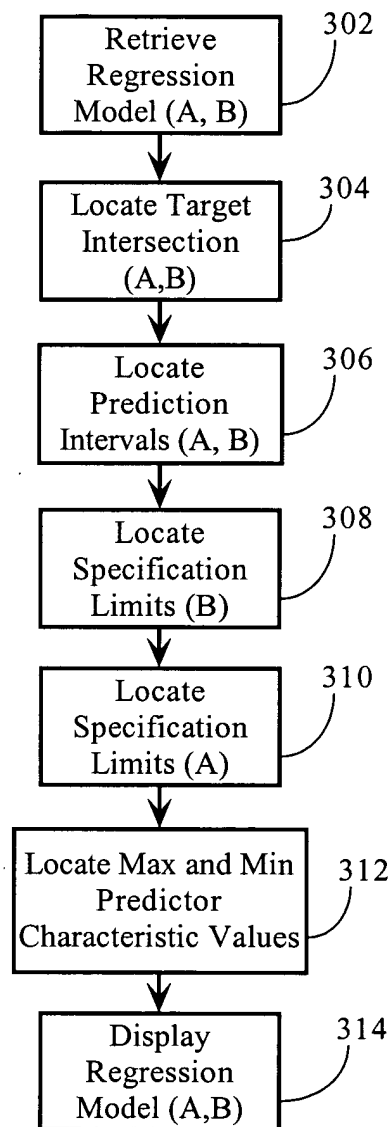 302
Retrieve
Regression
Model (A, B)
304
Locate Target
Intersection
(A,B)
306
Locate
Prediction
Intervals (A, B)
308
Locate
Specification
Limits (B)
310
Locate
Specification
Limits (A)
312
Locate Max and Min
Predictor
Characteristic Values
314
Display
Regression
Model (A,B)